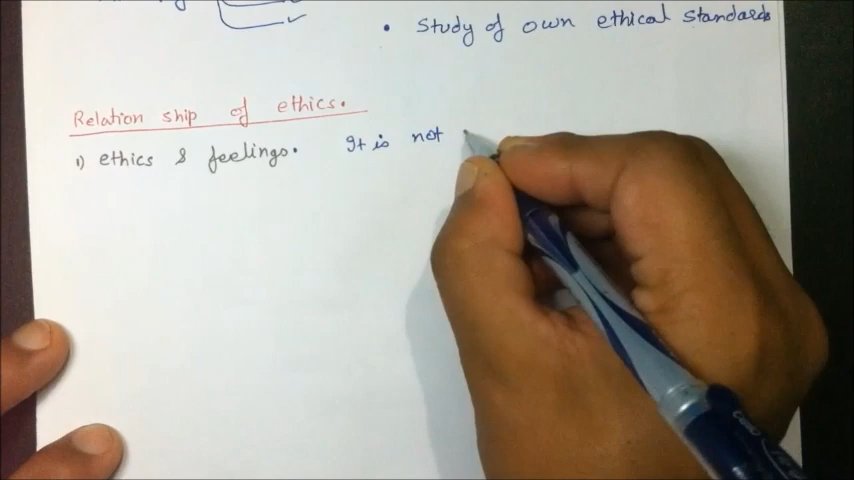 • Study of own ethical standards
Relation ship of ethics.
1) ethics & feelings. It is not